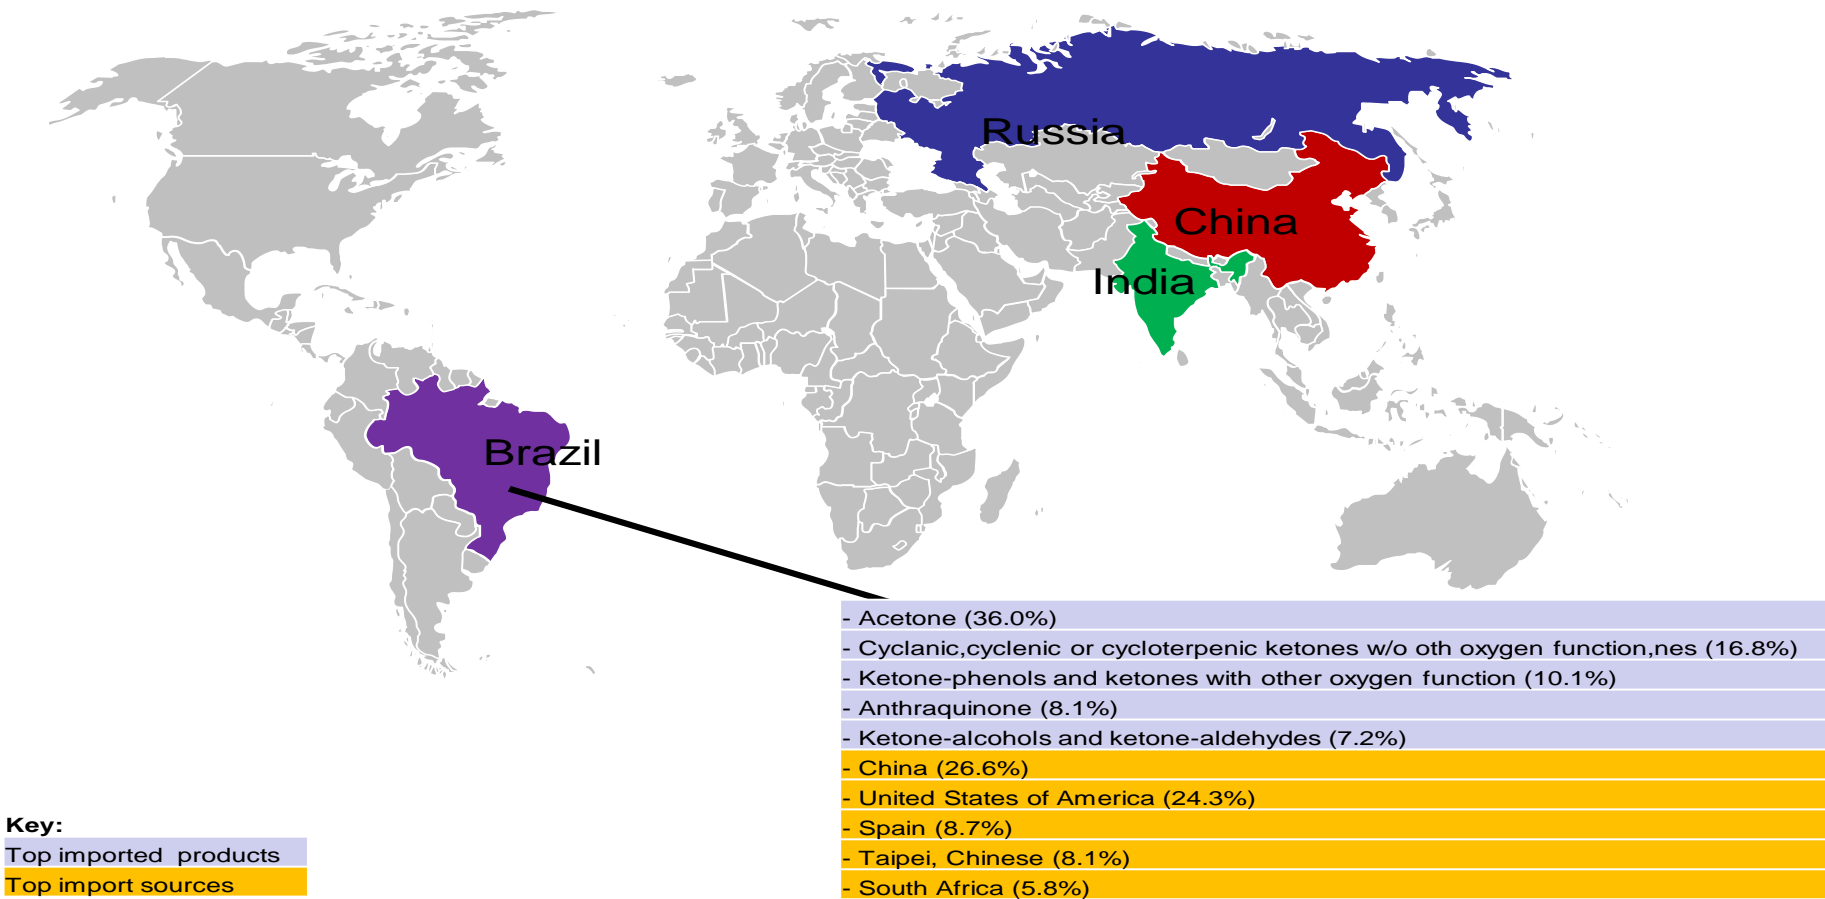 Russia
China
India
Brazil
- Acetone (36.0%)
- Cyclanic,cyclenic or cycloterpenic ketones w/o oth oxygen function,nes (16.8%)
- Ketone-phenols and ketones with other oxygen function (10.1%)
- Anthraquinone (8.1%)
- Ketone-alcohols and ketone-aldehydes (7.2%)
- China (26.6%)
- United States of America (24.3%)
- Spain (8.7%)
- Taipei, Chinese (8.1%)
- South Africa (5.8%)
Key:
Top imported products
Top import sources